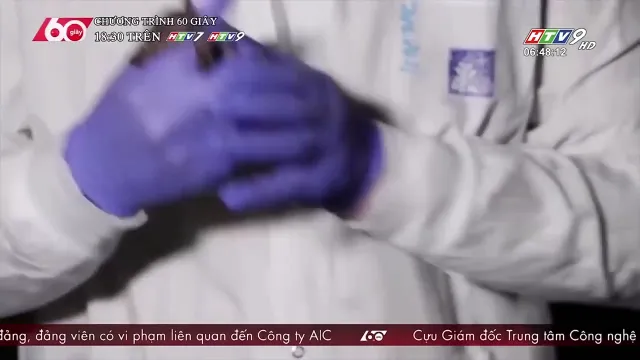 60 giây
CHƯƠNG TRÌNH 60 GIÂY
18:30 TRÊN HTV7 HTV9
HTV9 HD
06:48:12
đảng, đảng viên có vi phạm liên quan đến Công ty AIC 60 Cựu Giám đốc Trung tâm Công nghệ